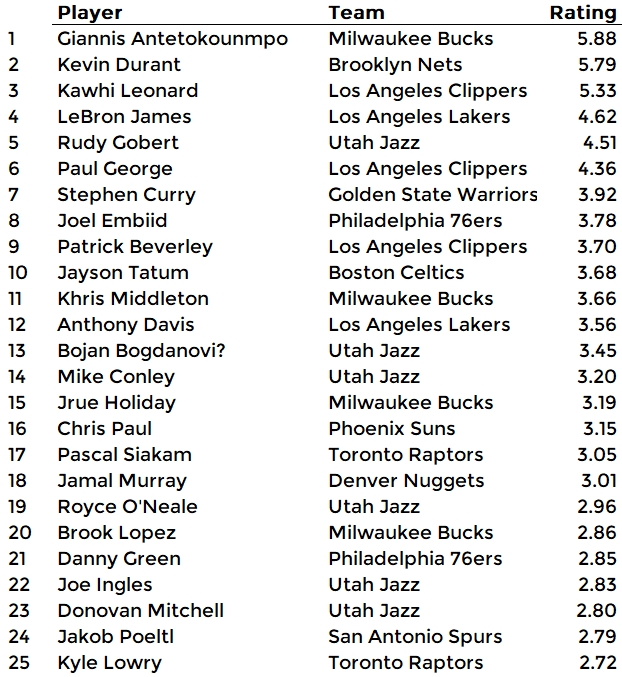 Player Team Rating
1 Giannis Antetokounmpo Milwaukee Bucks 5.88
2 Kevin Durant Brooklyn Nets 5.79
3 Kawhi Leonard Los Angeles Clippers 5.33
4 LeBron James Los Angeles Lakers 4.62
5 Rudy Gobert Utah Jazz 4.51
6 Paul George Los Angeles Clippers 4.36
7 Stephen Curry Golden State Warriors 3.92
8 Joel Embiid Philadelphia 76ers 3.78
9 Patrick Beverley Los Angeles Clippers 3.70
10 Jayson Tatum Boston Celtics 3.68
11 Khris Middleton Milwaukee Bucks 3.66
12 Anthony Davis Los Angeles Lakers 3.56
13 Bojan Bogdanovi? Utah Jazz 3.45
14 Mike Conley Utah Jazz 3.20
15 Jrue Holiday Milwaukee Bucks 3.19
16 Chris Paul Phoenix Suns 3.15
17 Pascal Siakam Toronto Raptors 3.05
18 Jamal Murray Denver Nuggets 3.01
19 Royce O'Neale Utah Jazz 2.96
20 Brook Lopez Milwaukee Bucks 2.86
21 Danny Green Philadelphia 76ers 2.85
22 Joe Ingles Utah Jazz 2.83
23 Donovan Mitchell Utah Jazz 2.80
24 Jakob Poeltl San Antonio Spurs 2.79
25 Kyle Lowry Toronto Raptors 2.72